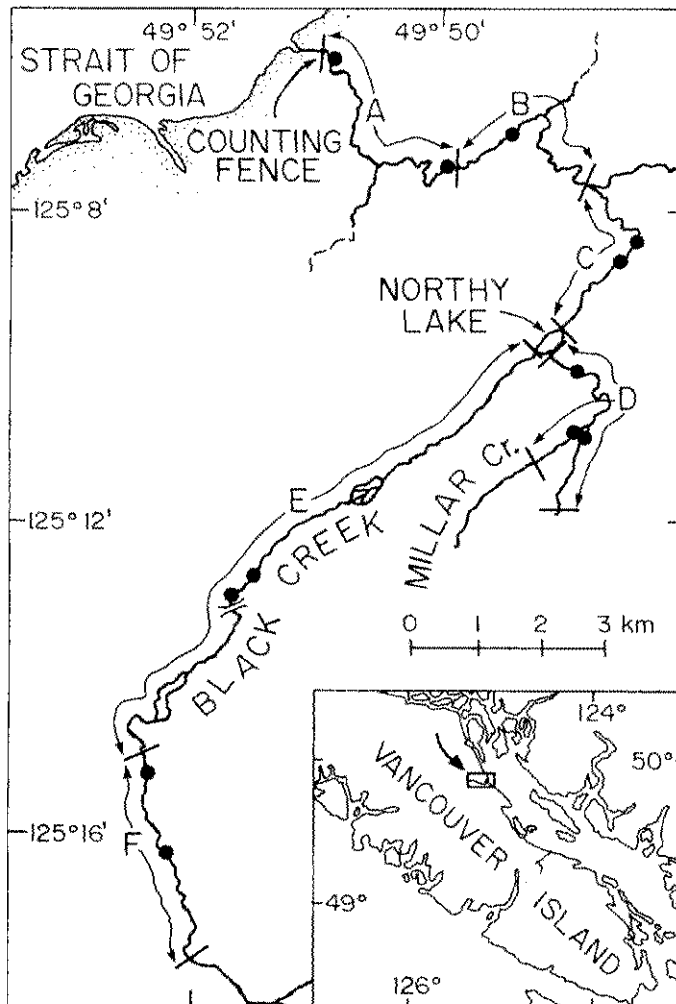 49° 52'
49° 50'
STRAIT OF
GEORGIA
COUNTING
FENCE
A
B
125° 8'
C
NORTHY
LAKE
D
MILLAR Cr.
E
125° 12'
BLACK CREEK
0 1 2 3 km
124°
50°
VANCOUVER
ISLAND
125° 16'
F
49°
126°